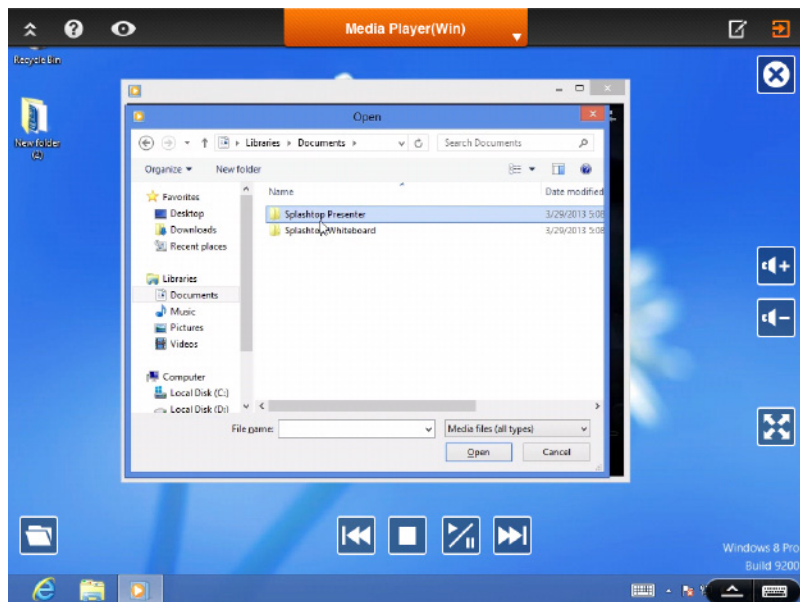 Media Player(Win)
Recycle Bin
New folder
(2)
Open
Libraries
Documents
Search Documents
Organize
New folder
Name
Date modified
Favorites
Desktop
Downloads
Recent places
Splashtop Presenter
3/29/2013 5:08
Splashtop Whiteboard
3/29/2013 5:08
Libraries
Documents
Music
Pictures
Videos
Computer
Local Disk (C:)
Local Disk (D:)
File name:
Media files (all types)
Open
Cancel
Windows 8 Pro
Build 9200